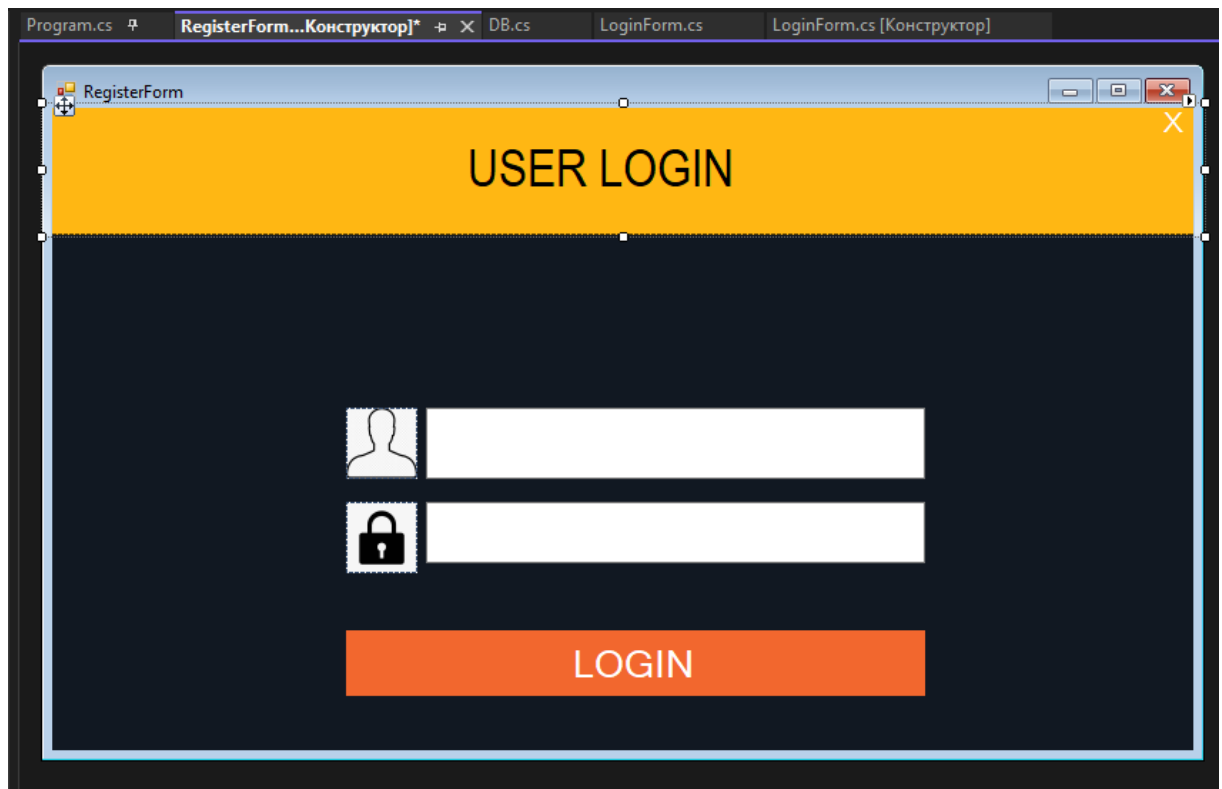 Program.cs RegisterForm...Конструктор]* DB.cs LoginForm.cs LoginForm.cs [Конструктор]
RegisterForm
X
USER LOGIN
LOGIN